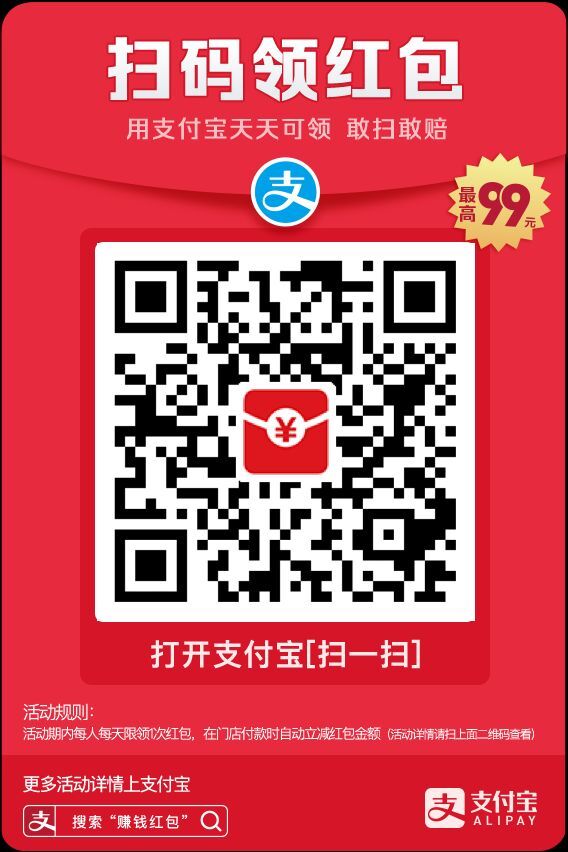 扫码领红包
用支付宝天天可领 敢扫敢赔
支
最高99元
¥
打开支付宝[扫一扫]
活动规则：
活动期内每人每天限领1次红包，在门店付款时自动立减红包金额（活动详情请扫上面二维码查看）
更多活动详情上支付宝
支 搜索“赚钱红包”
支 支付宝
ALIPAY